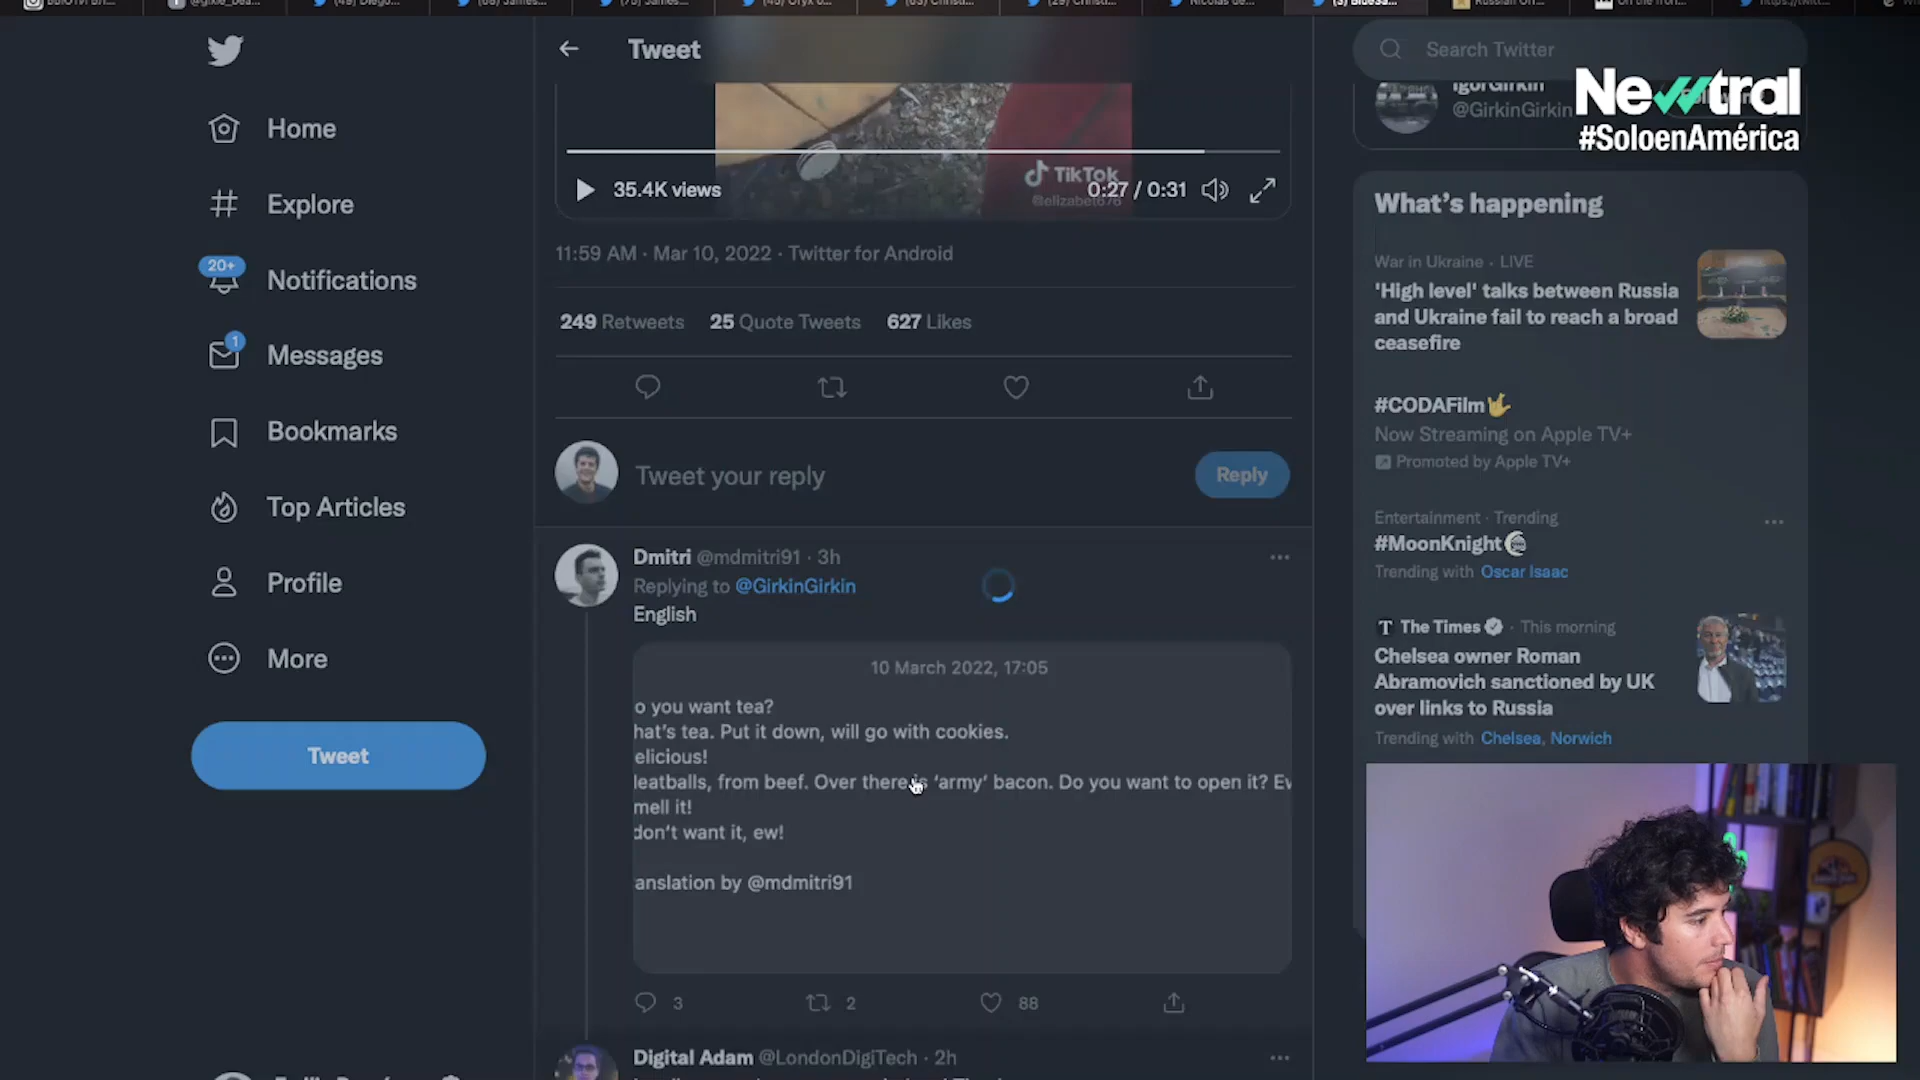 Tweet
Search Twitter
IgorGirkin
@GirkinGirkin
Newtral
#SoloenAmérica
Home
Explore
20+
Notifications
1
Messages
Bookmarks
Top Articles
Profile
More
Tweet
35.4K views
TikTok
@elizabet676
0:27 / 0:31
11:59 AM · Mar 10, 2022 · Twitter for Android
249 Retweets 25 Quote Tweets 627 Likes
Tweet your reply
Reply
Dmitri @mdmitri91 · 3h
Replying to @GirkinGirkin
English
10 March 2022, 17:05
o you want tea?
hat's tea. Put it down, will go with cookies.
elicious!
leatballs, from beef. Over there is 'army' bacon. Do you want to open it? Ev
mell it!
don't want it, ew!
anslation by @mdmitri91
3 2 88
Digital Adam @LondonDigiTech · 2h
What's happening
War in Ukraine · LIVE
'High level' talks between Russia
and Ukraine fail to reach a broad
ceasefire
#CODAFilm
Now Streaming on Apple TV+
Promoted by Apple TV+
Entertainment · Trending
#MoonKnight
Trending with Oscar Isaac
The Times · This morning
Chelsea owner Roman
Abramovich sanctioned by UK
over links to Russia
Trending with Chelsea, Norwich